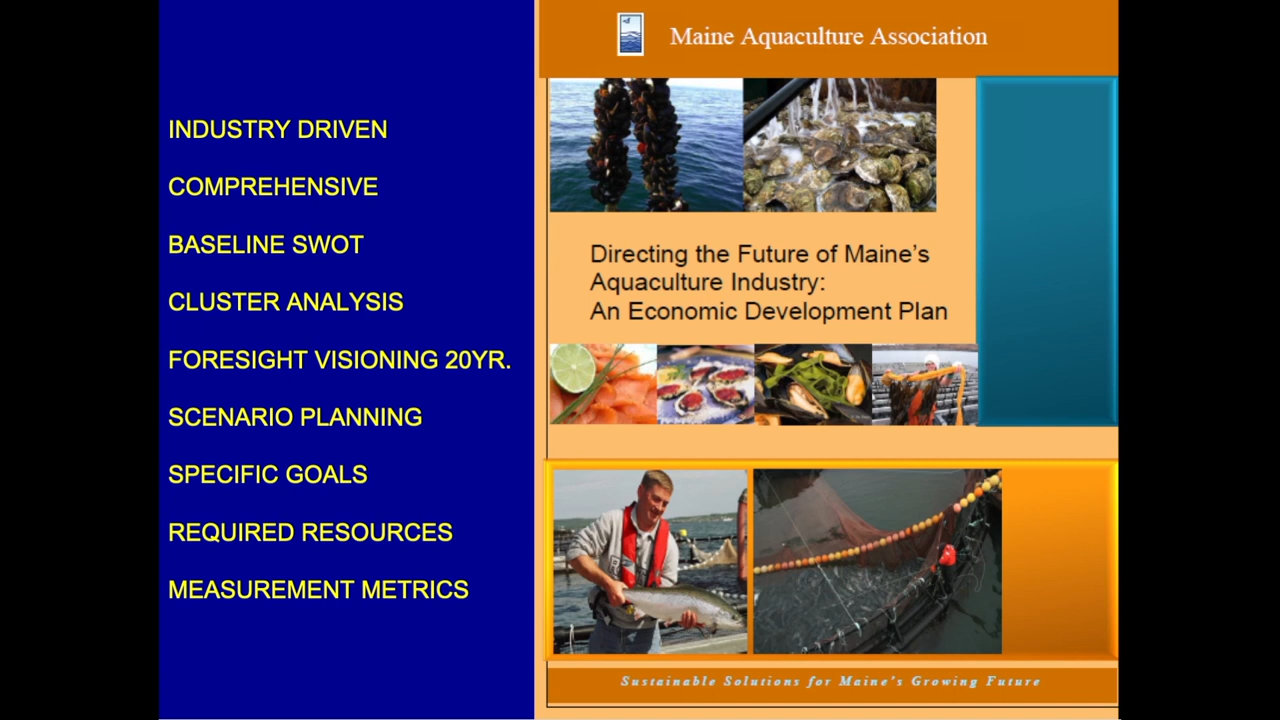 INDUSTRY DRIVEN
COMPREHENSIVE
BASELINE SWOT
CLUSTER ANALYSIS
FORESIGHT VISIONING 20YR.
SCENARIO PLANNING
SPECIFIC GOALS
REQUIRED RESOURCES
MEASUREMENT METRICS
Maine Aquaculture Association
Directing the Future of Maine's
Aquaculture Industry:
An Economic Development Plan
Sustainable Solutions for Maine's Growing Future